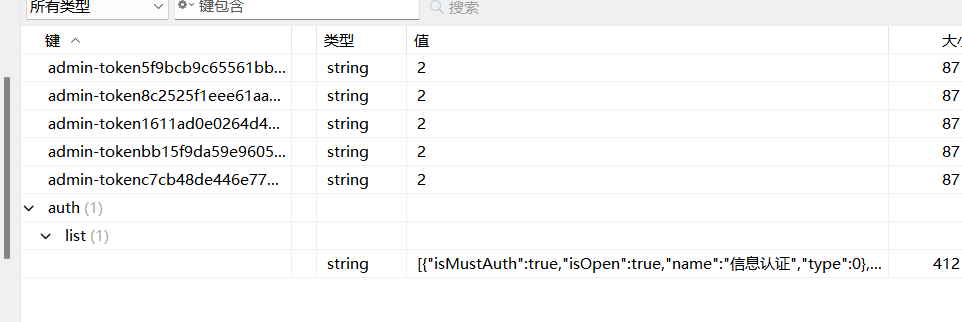 所有类型 键包含 搜索
键 类型 值 大小
admin-token5f9bcb9c65561bb... string 2 87
admin-token8c2525f1eee61aa... string 2 87
admin-token1611ad0e0264d4... string 2 87
admin-tokenbb15f9da59e9605... string 2 87
admin-tokenc7cb48de446e77... string 2 87
auth (1)
list (1)
string [{"isMustAuth":true,"isOpen":true,"name":"信息认证","type":0},... 412